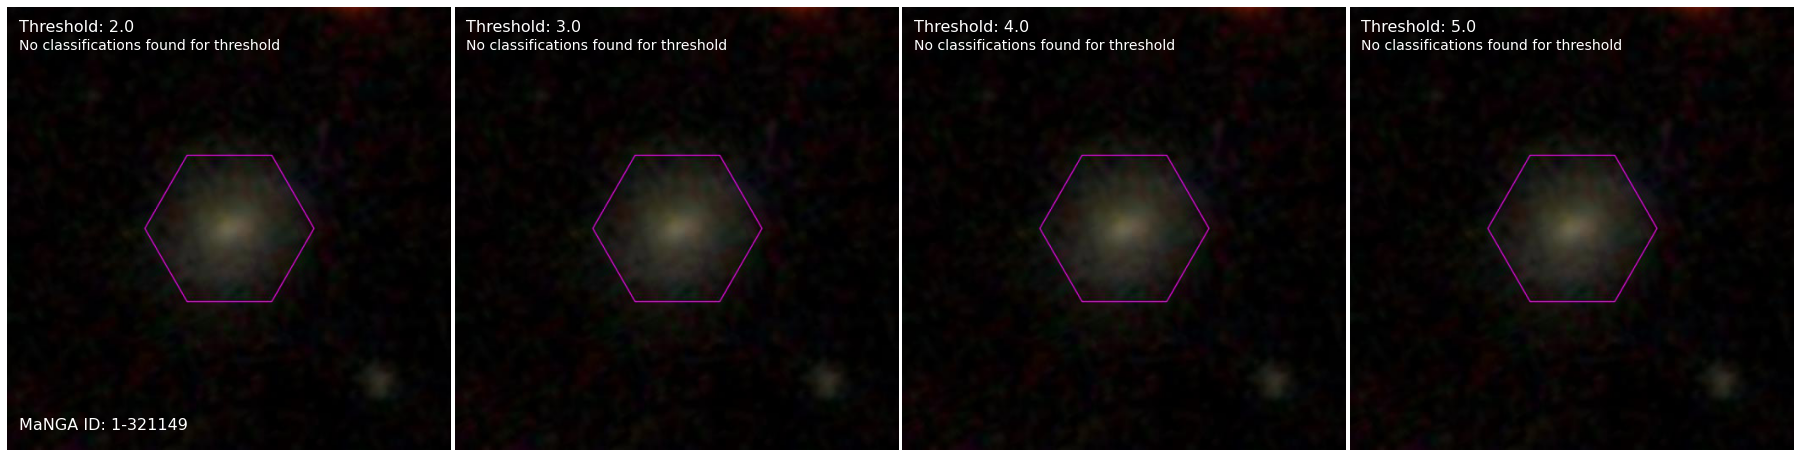 Threshold: 2.0
No classifications found for threshold
MaNGA ID: 1-321149
Threshold: 3.0
No classifications found for threshold
Threshold: 4.0
No classifications found for threshold
Threshold: 5.0
No classifications found for threshold